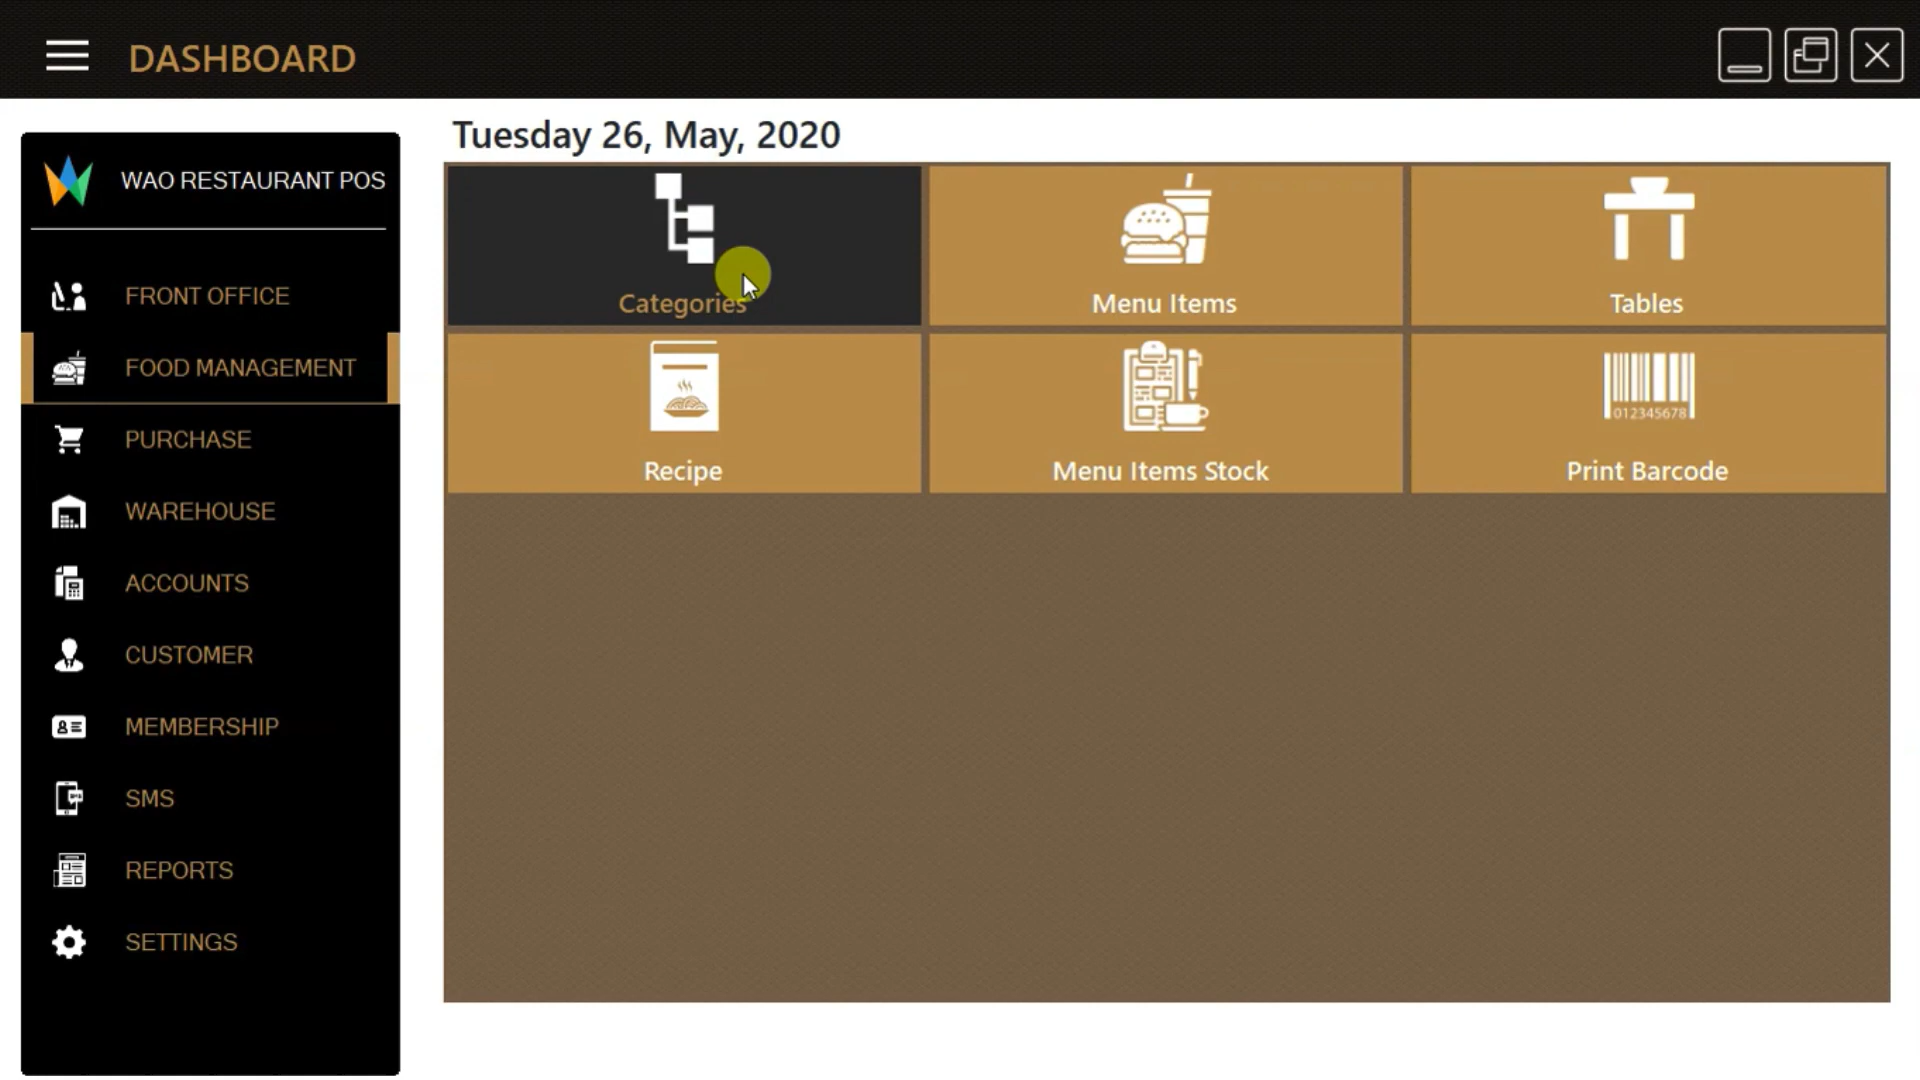 DASHBOARD
Tuesday 26, May, 2020
WAO RESTAURANT POS
FRONT OFFICE
FOOD MANAGEMENT
PURCHASE
WAREHOUSE
ACCOUNTS
CUSTOMER
MEMBERSHIP
SMS
REPORTS
SETTINGS
Categories
Menu Items
Tables
Recipe
Menu Items Stock
012345678
Print Barcode